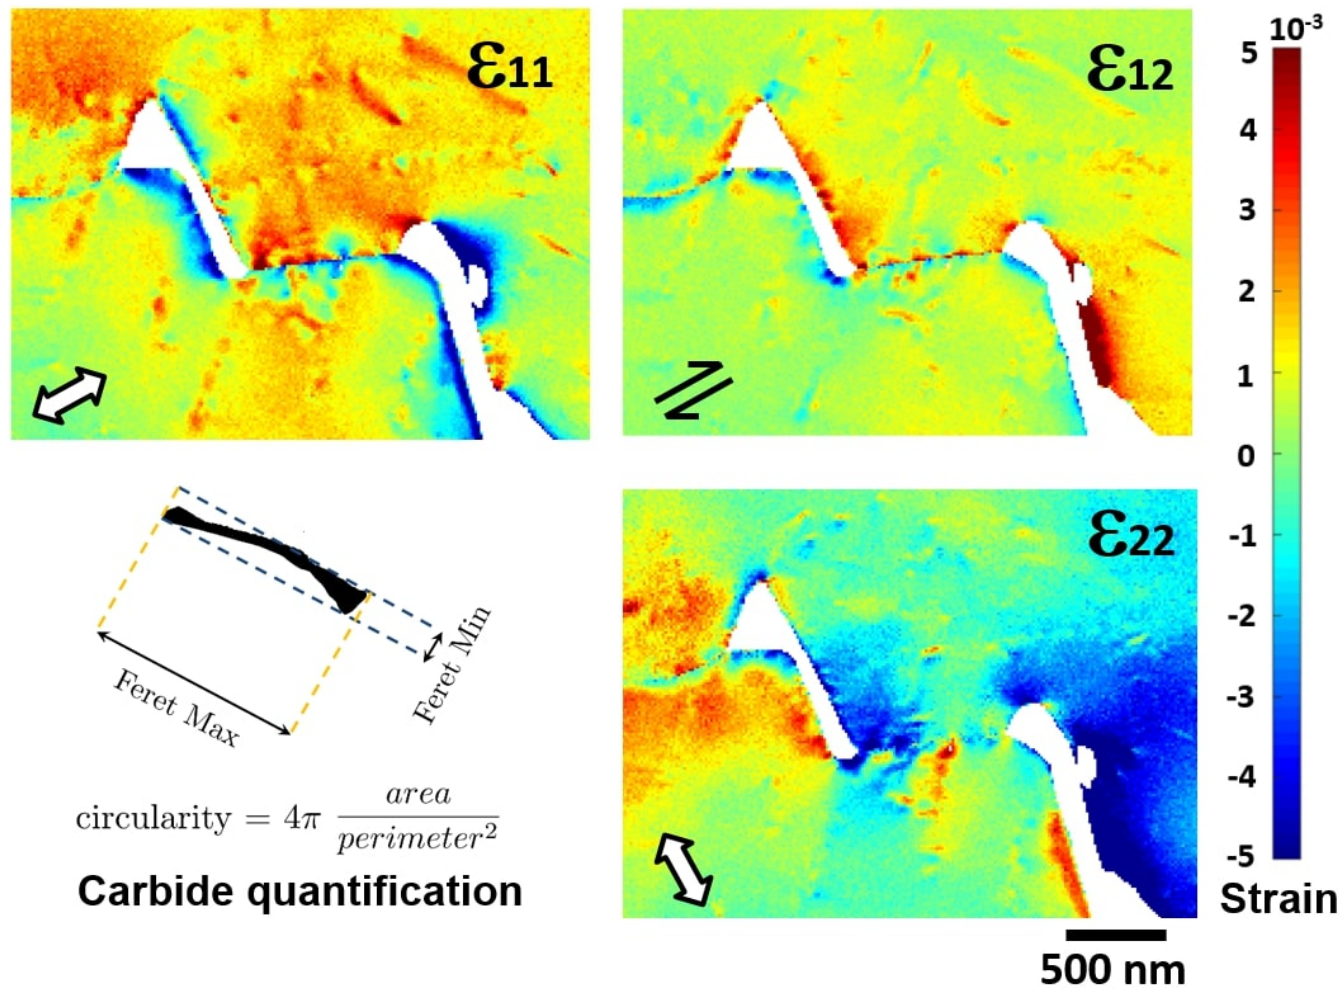 ε11
ε12
10-3
5
4
3
2
1
0
-1
-2
-3
-4
-5
Strain
ε22
Feret Max
Feret Min
circularity = 4π area/perimeter²
Carbide quantification
500 nm